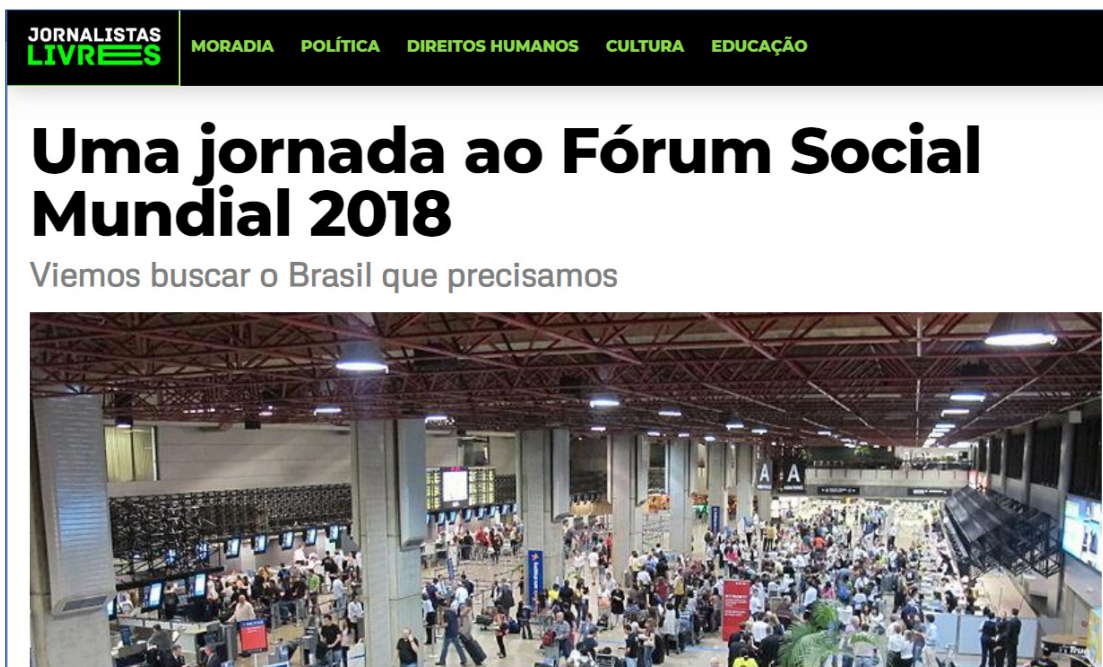 JORNALISTAS
LIVRES
MORADIA POLÍTICA DIREITOS HUMANOS CULTURA EDUCAÇÃO
Uma jornada ao Fórum Social
Mundial 2018
Viemos buscar o Brasil que precisamos
A A